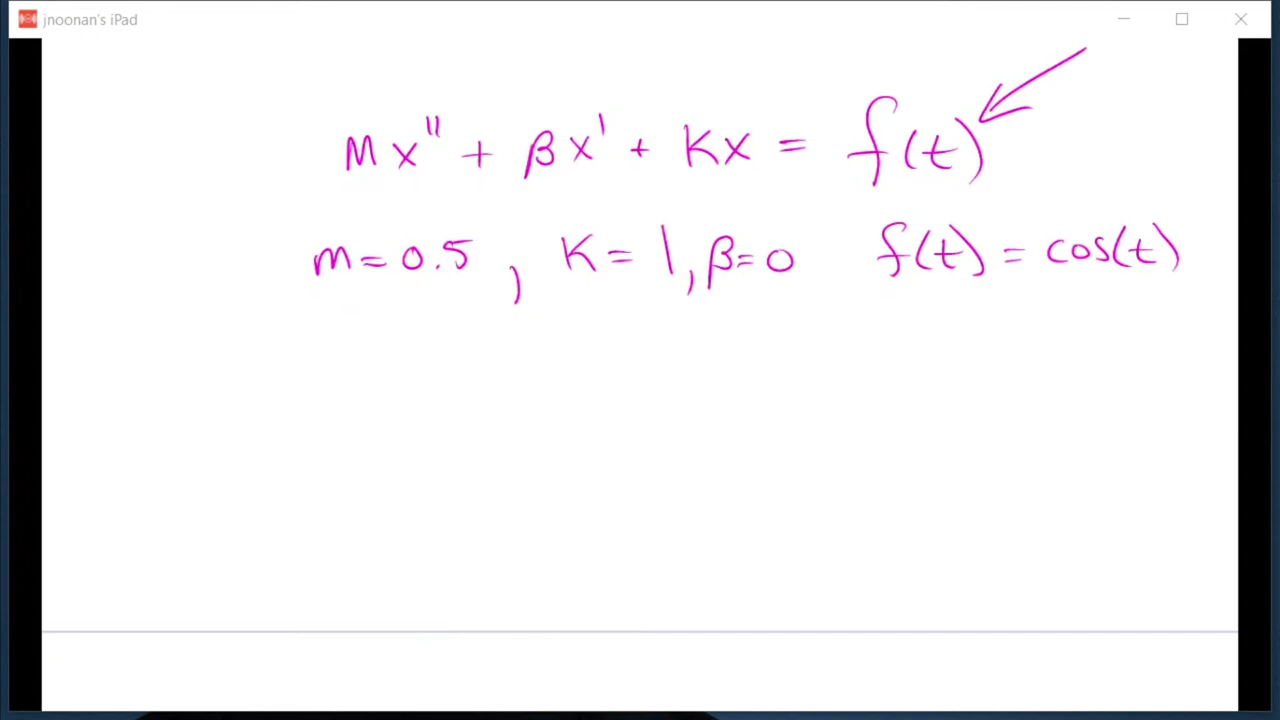 jnoonan's iPad
mx" + βx' + kx = f(t)
m = 0.5 , k = 1, β = 0 f(t) = cos(t)